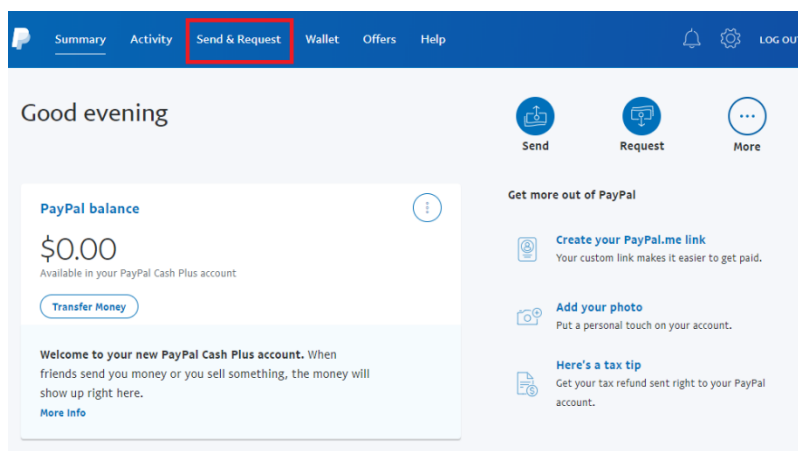 Summary Activity Send & Request Wallet Offers Help LOG OU
Good evening
Send Request More
PayPal balance
$0.00
Available in your PayPal Cash Plus account
Transfer Money
Welcome to your new PayPal Cash Plus account. When
friends send you money or you sell something, the money will
show up right here.
More Info
Get more out of PayPal
Create your PayPal.me link
Your custom link makes it easier to get paid.
Add your photo
Put a personal touch on your account.
Here's a tax tip
Get your tax refund sent right to your PayPal
account.